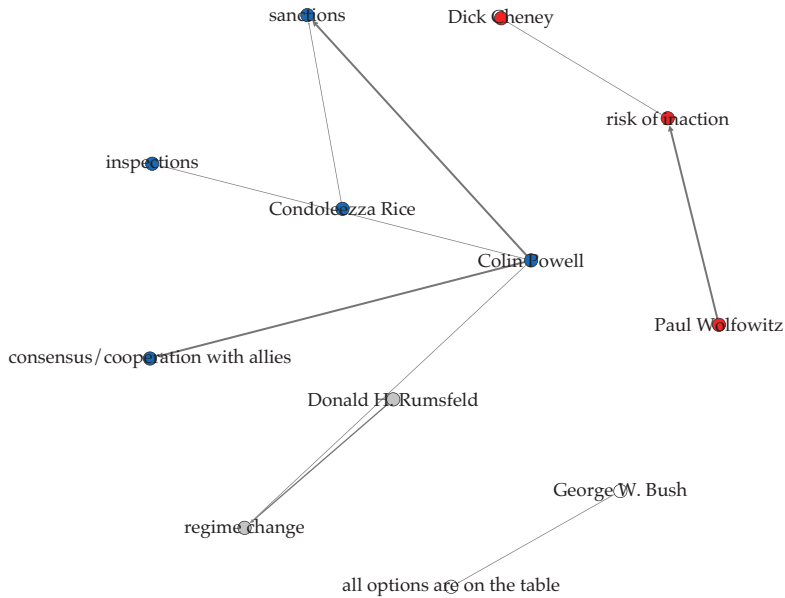 sanctions
Dick Cheney
risk of inaction
inspections
Condoleezza Rice
Colin Powell
Paul Wolfowitz
consensus/cooperation with allies
Donald H. Rumsfeld
George W. Bush
regime change
all options are on the table